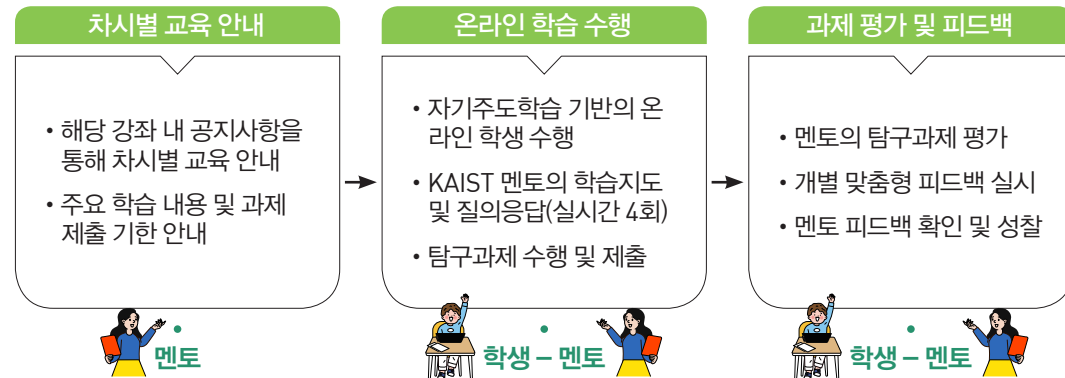 차시별 교육 안내
• 해당 강좌 내 공지사항을
통해 차시별 교육 안내
• 주요 학습 내용 및 과제
제출 기한 안내
멘토
온라인 학습 수행
• 자기주도학습 기반의 온
라인 학생 수행
• KAIST 멘토의 학습지도
및 질의응답(실시간 4회)
• 탐구과제 수행 및 제출
학생 – 멘토
과제 평가 및 피드백
• 멘토의 탐구과제 평가
• 개별 맞춤형 피드백 실시
• 멘토 피드백 확인 및 성찰
학생 – 멘토